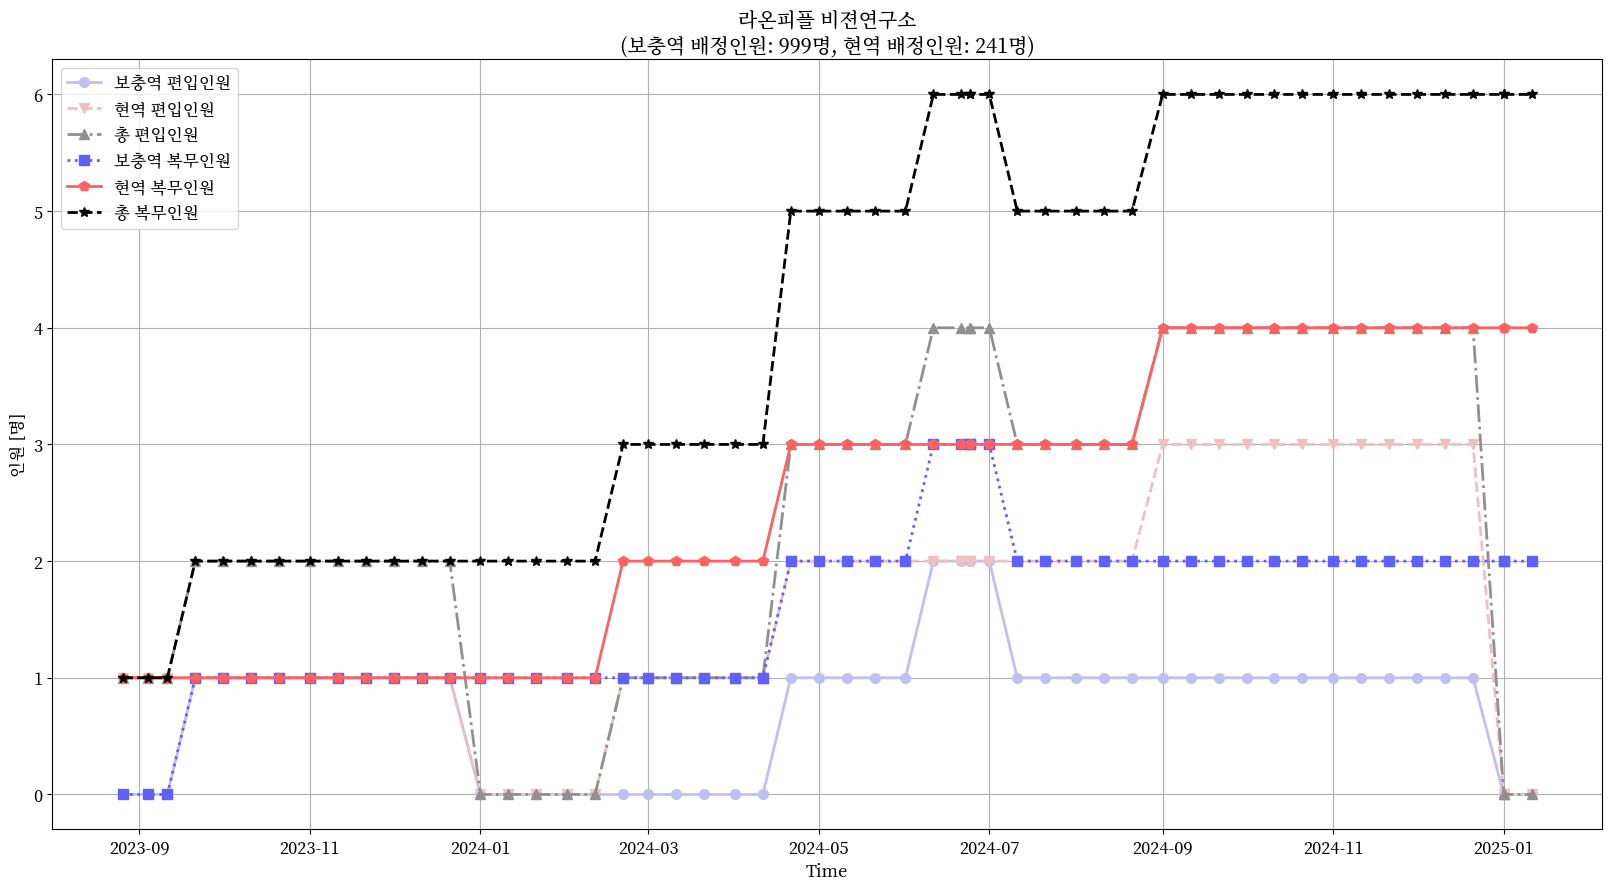 라온피플 비젼연구소
(보충역 배정인원: 999명, 현역 배정인원: 241명)
보충역 편입인원
현역 편입인원
총 편입인원
보충역 복무인원
현역 복무인원
총 복무인원
인원 [명]
6
5
4
3
2
1
0
2023-09 2023-11 2024-01 2024-03 2024-05 2024-07 2024-09 2024-11 2025-01
Time